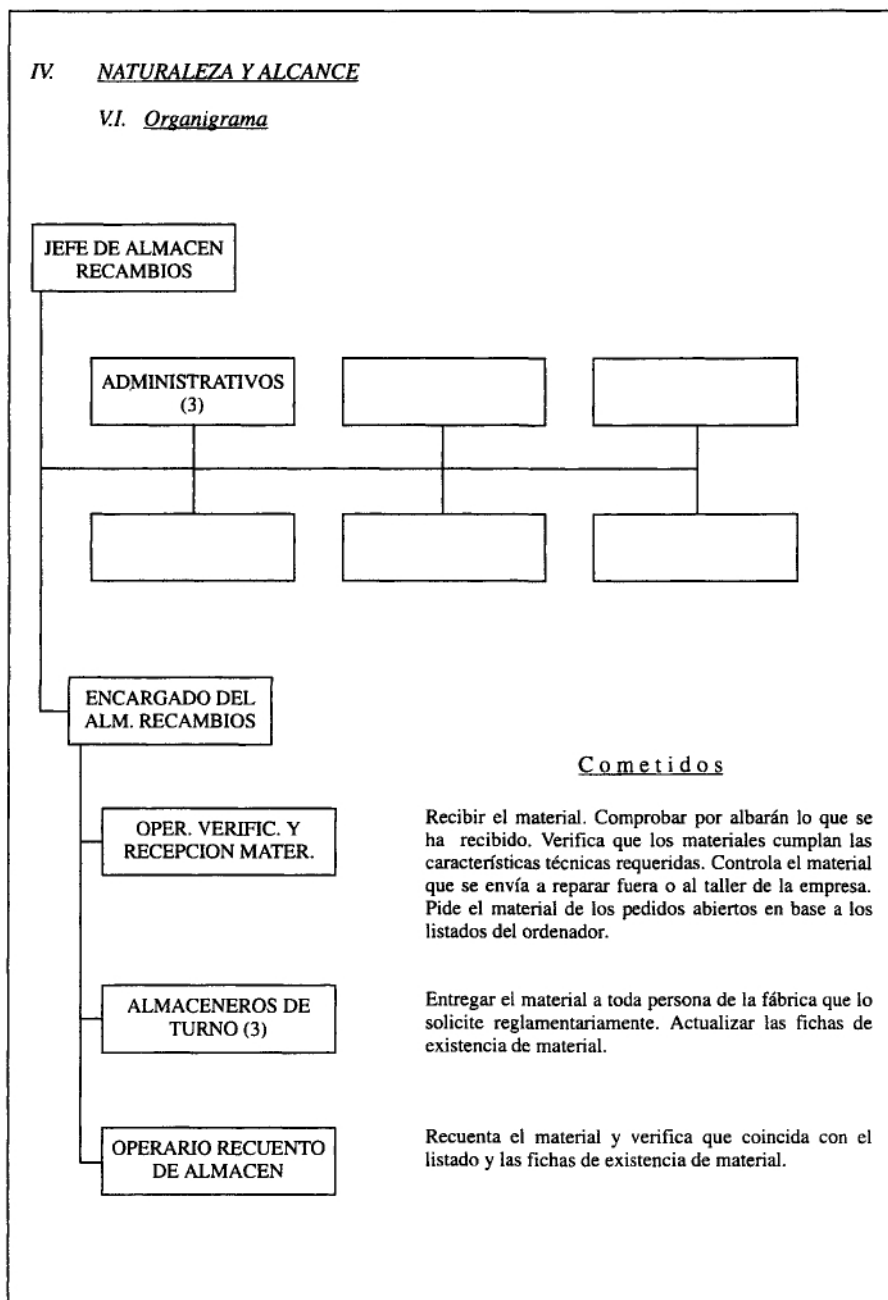 IV. NATURALEZA Y ALCANCE
V.I. Organigrama
JEFE DE ALMACEN
RECAMBIOS
ADMINISTRATIVOS
(3)
ENCARGADO DEL
ALM. RECAMBIOS
Cometidos
OPER. VERIFIC. Y
RECEPCION MATER.
Recibir el material. Comprobar por albarán lo que se
ha recibido. Verifica que los materiales cumplan las
características técnicas requeridas. Controla el material
que se envía a reparar fuera o al taller de la empresa.
Pide el material de los pedidos abiertos en base a los
listados del ordenador.
ALMACENEROS DE
TURNO (3)
Entregar el material a toda persona de la fábrica que lo
solicite reglamentariamente. Actualizar las fichas de
existencia de material.
OPERARIO RECUENTO
DE ALMACEN
Recuenta el material y verifica que coincida con el
listado y las fichas de existencia de material.